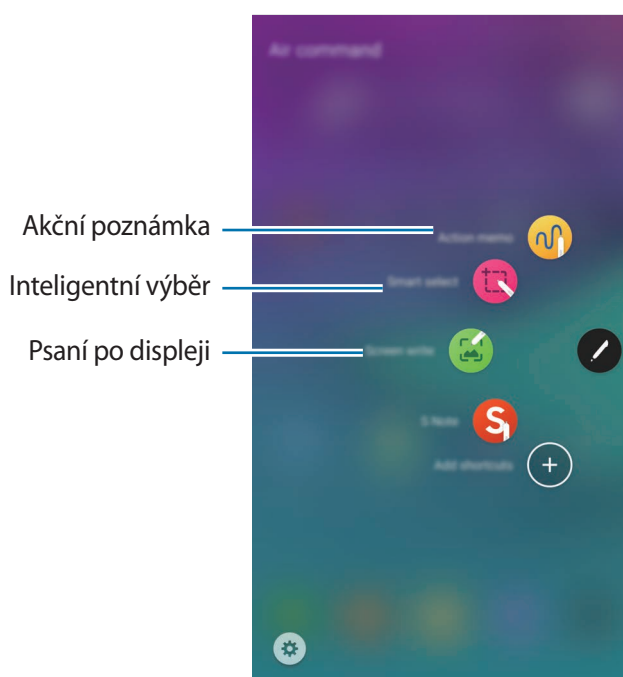 Air command
Akční poznámka
Action memo
Inteligentní výběr
Smart select
Psaní po displeji
Screen write
S Note
Add shortcuts